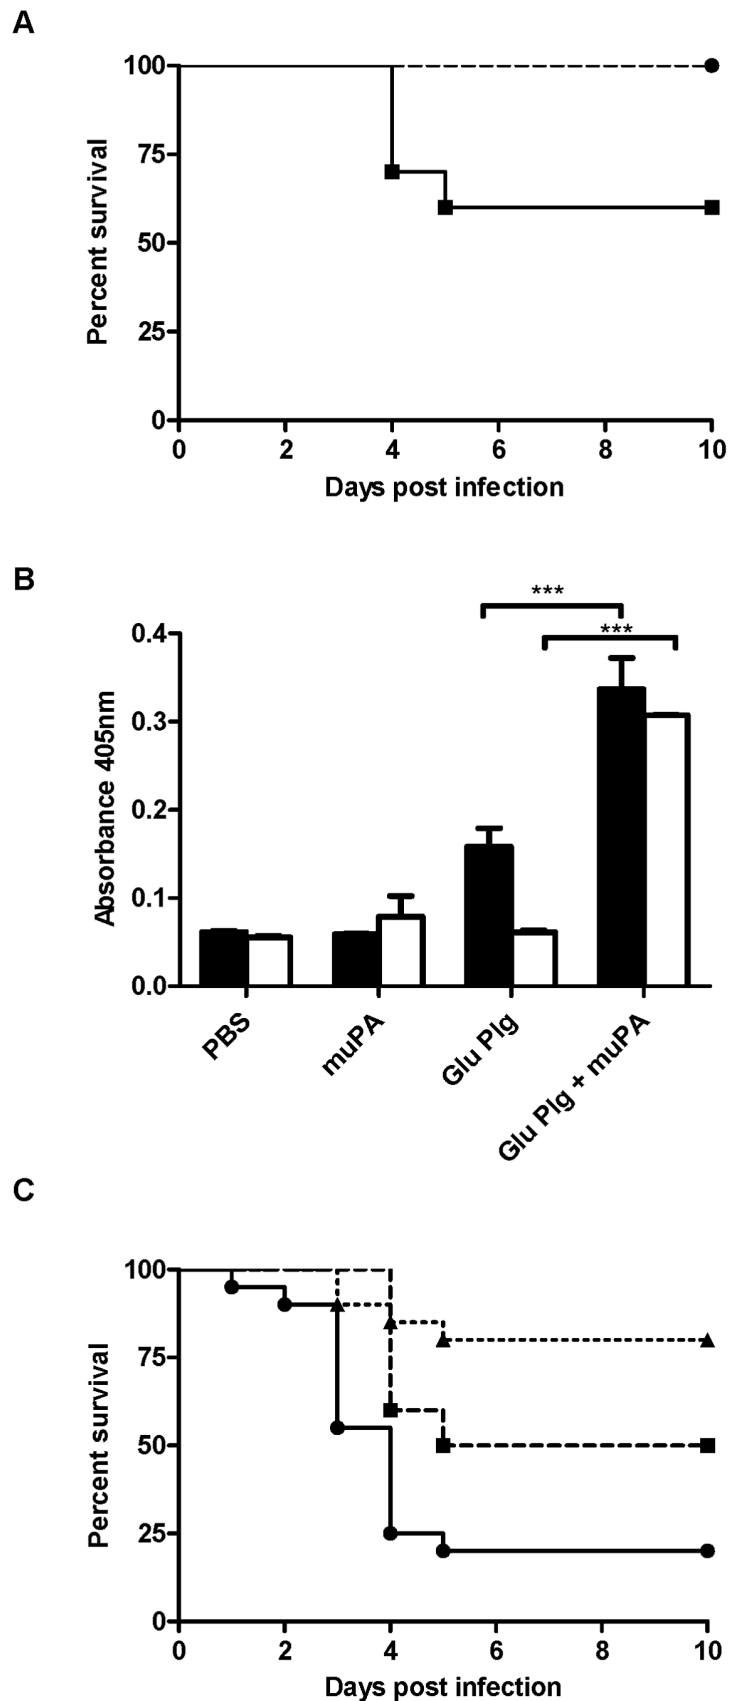 A
100
75
50
25
0
Percent survival
0 2 4 6 8 10
Days post infection
B
***
***
0.4
0.3
0.2
0.1
0.0
Absorbance 405nm
PBS
muPA
Glu Plg
Glu Plg + muPA
C
100
75
50
25
0
Percent survival
0 2 4 6 8 10
Days post infection